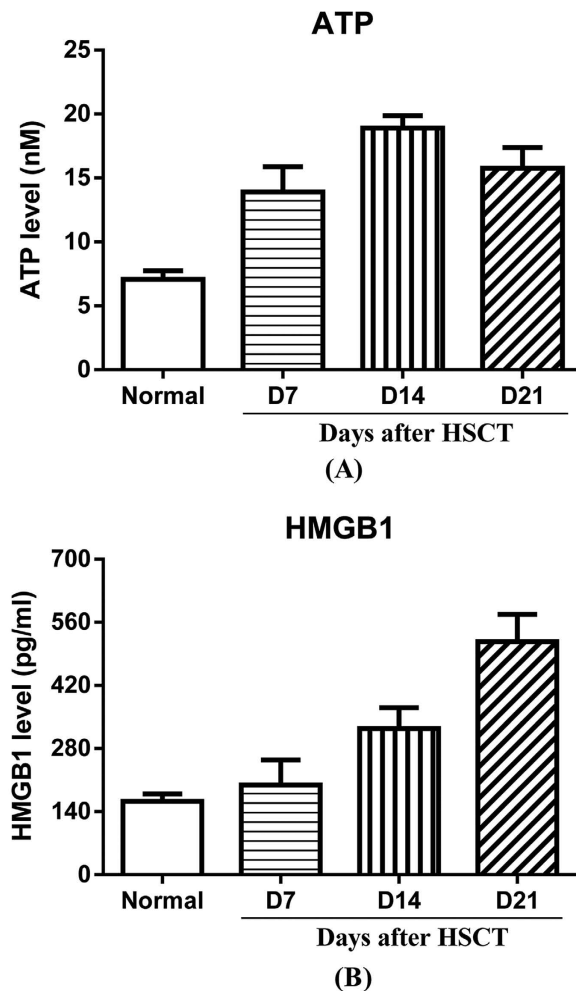 ATP
25
20
15
10
5
0
ATP level (nM)
Normal D7 D14 D21
Days after HSCT
(A)
HMGB1
700
560
420
280
140
0
HMGB1 level (pg/ml)
Normal D7 D14 D21
Days after HSCT
(B)